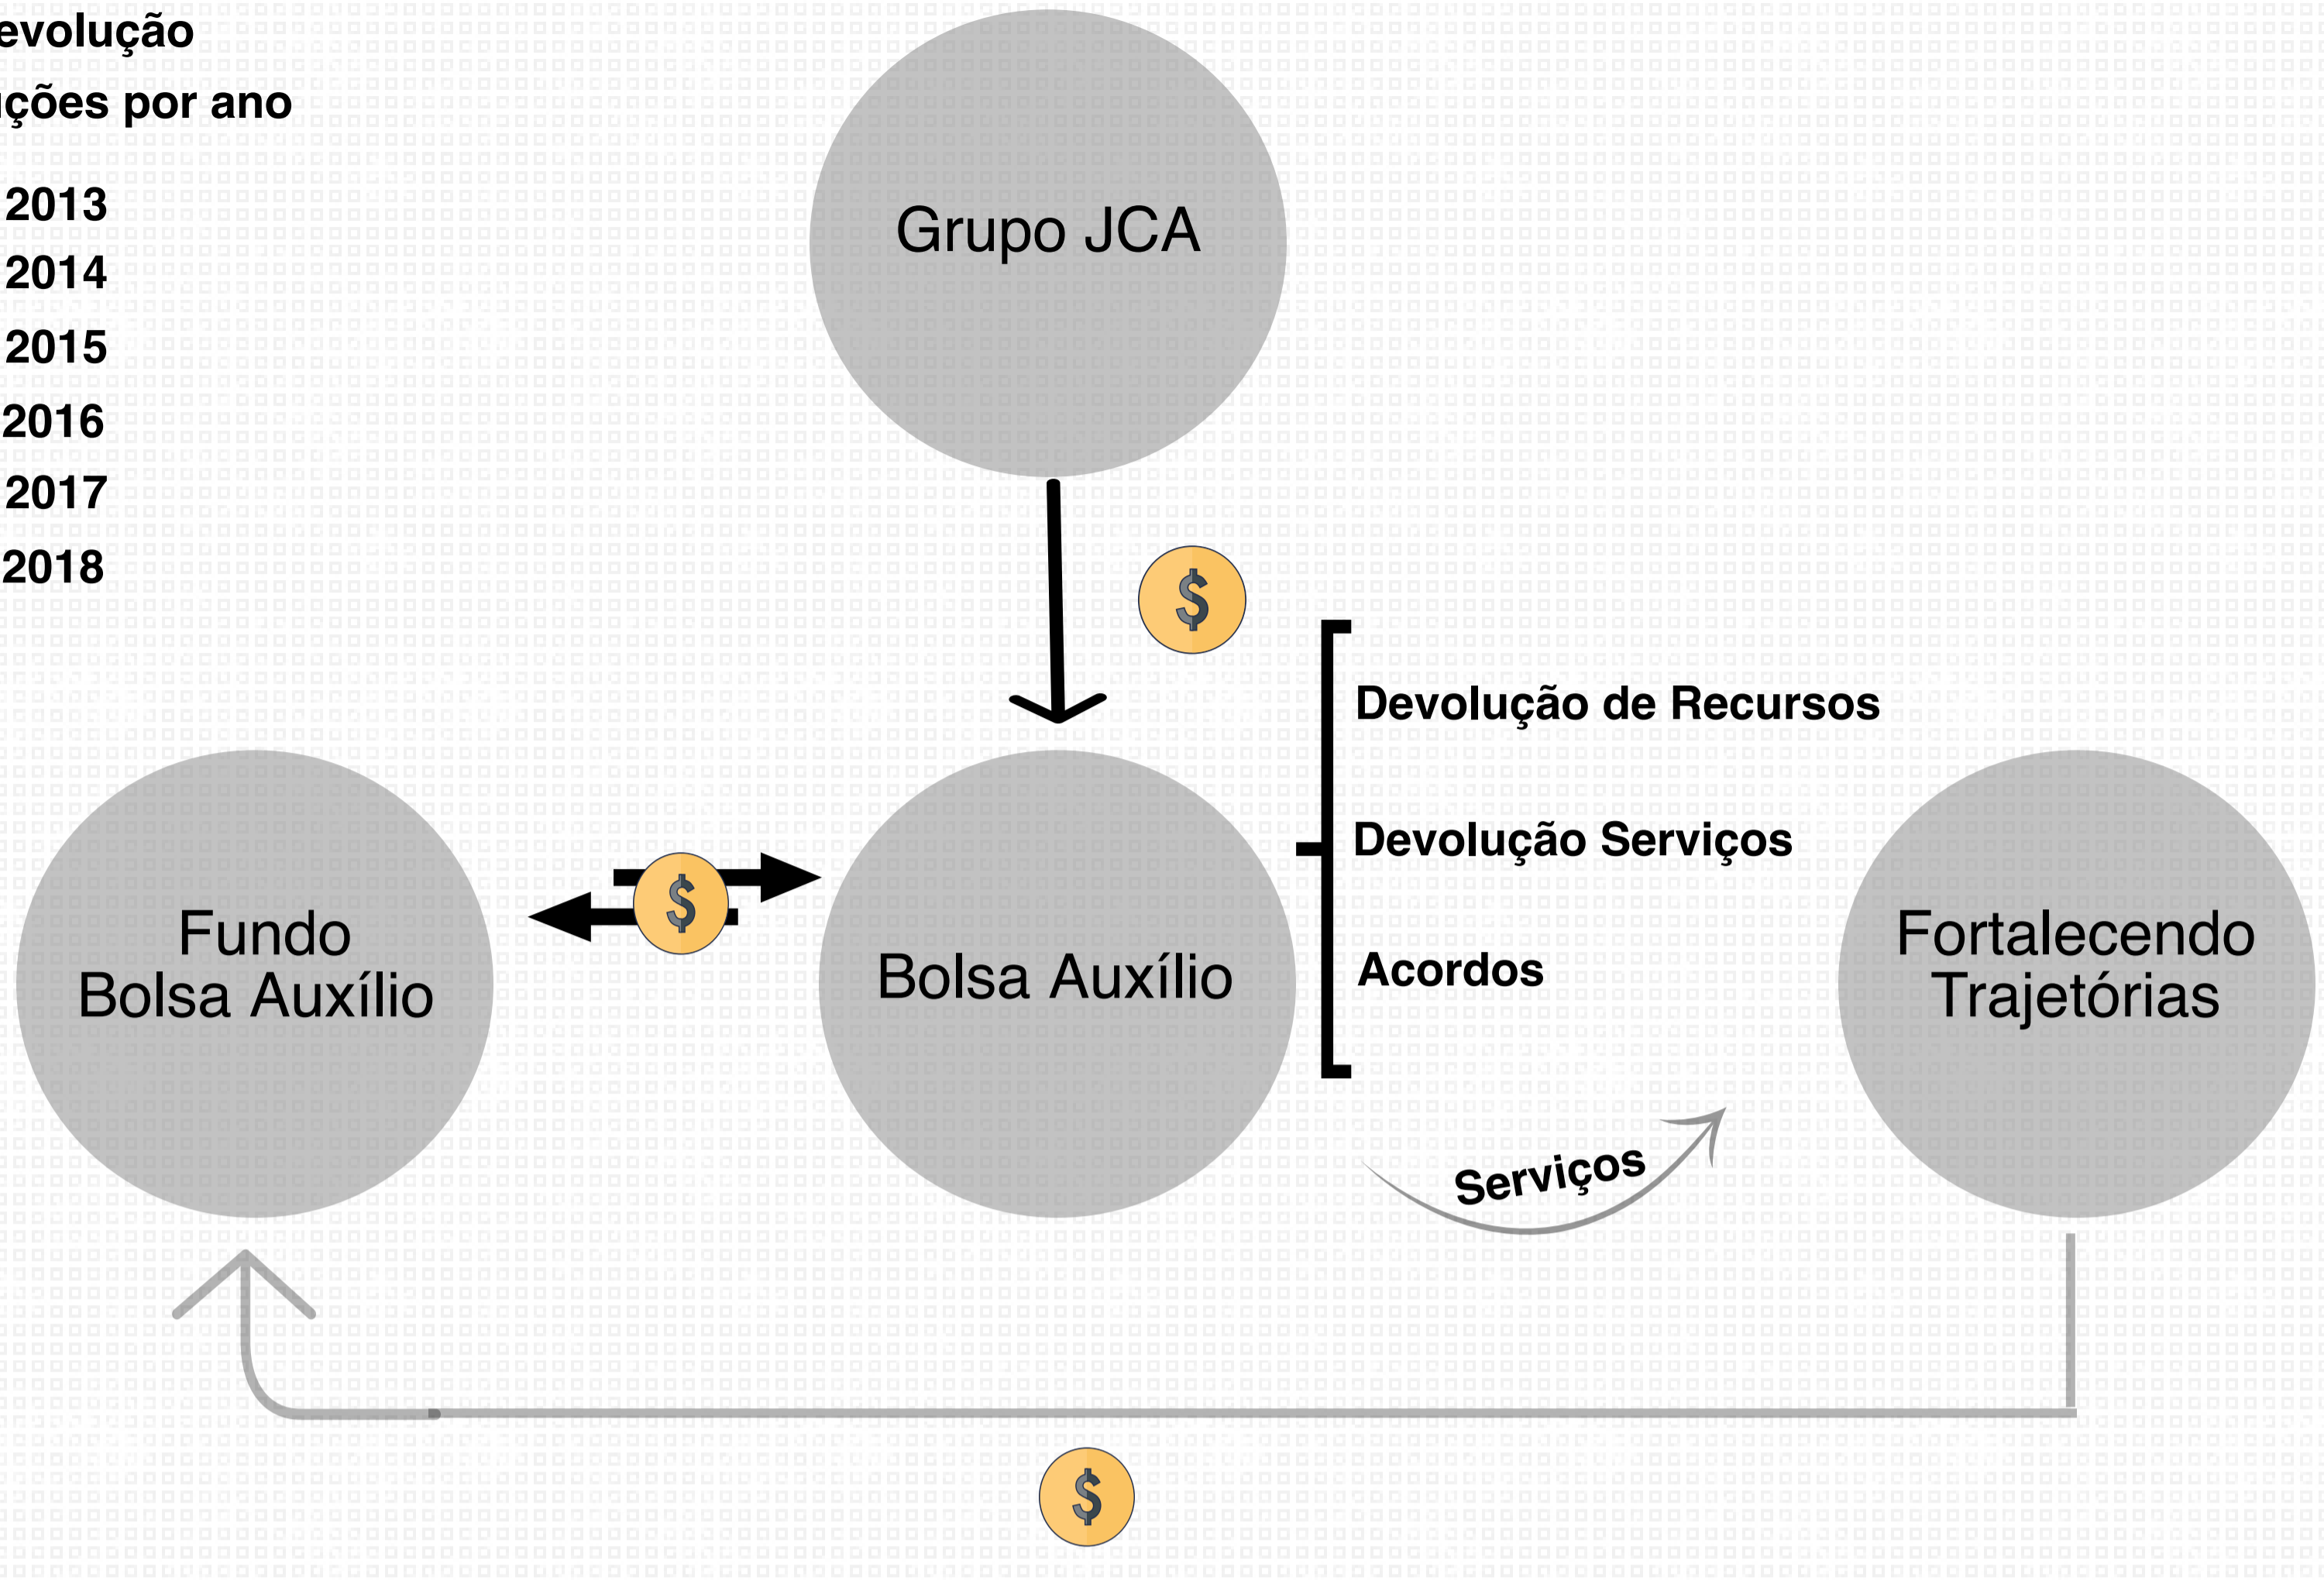 evolução
ções por ano
2013
2014
2015
2016
2017
2018
Grupo JCA
$
Devolução de Recursos
Devolução Serviços
Acordos
$
Fundo
Bolsa Auxílio
Bolsa Auxílio
Fortalecendo
Trajetórias
Serviços
$